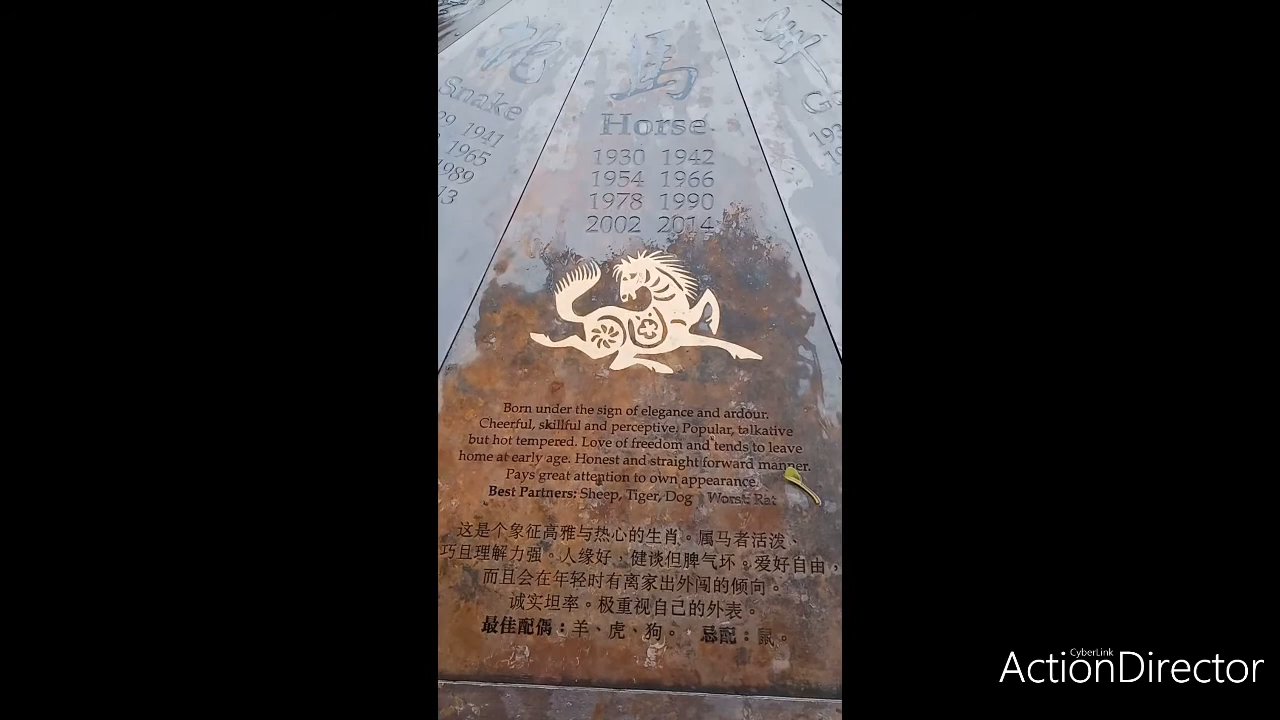 蛇
Snake
29 1941
1965
1989
13
馬
Horse
1930 1942
1954 1966
1978 1990
2002 2014
羊
G
193
19
Born under the sign of elegance and ardour.
Cheerful, skillful and perceptive. Popular, talkative
but hot tempered. Love of freedom and tends to leave
home at early age. Honest and straight forward manner.
Pays great attention to own appearance.
Best Partners: Sheep, Tiger, Dog Worst: Rat
这是个象征高雅与热心的生肖。属马者活泼、
巧且理解力强。人缘好，健谈但脾气坏。爱好自由，
而且会在年轻时有离家出外闯的倾向。
诚实坦率。极重视自己的外表。
最佳配偶：羊、虎、狗。 忌配：鼠。
CyberLink
ActionDirector